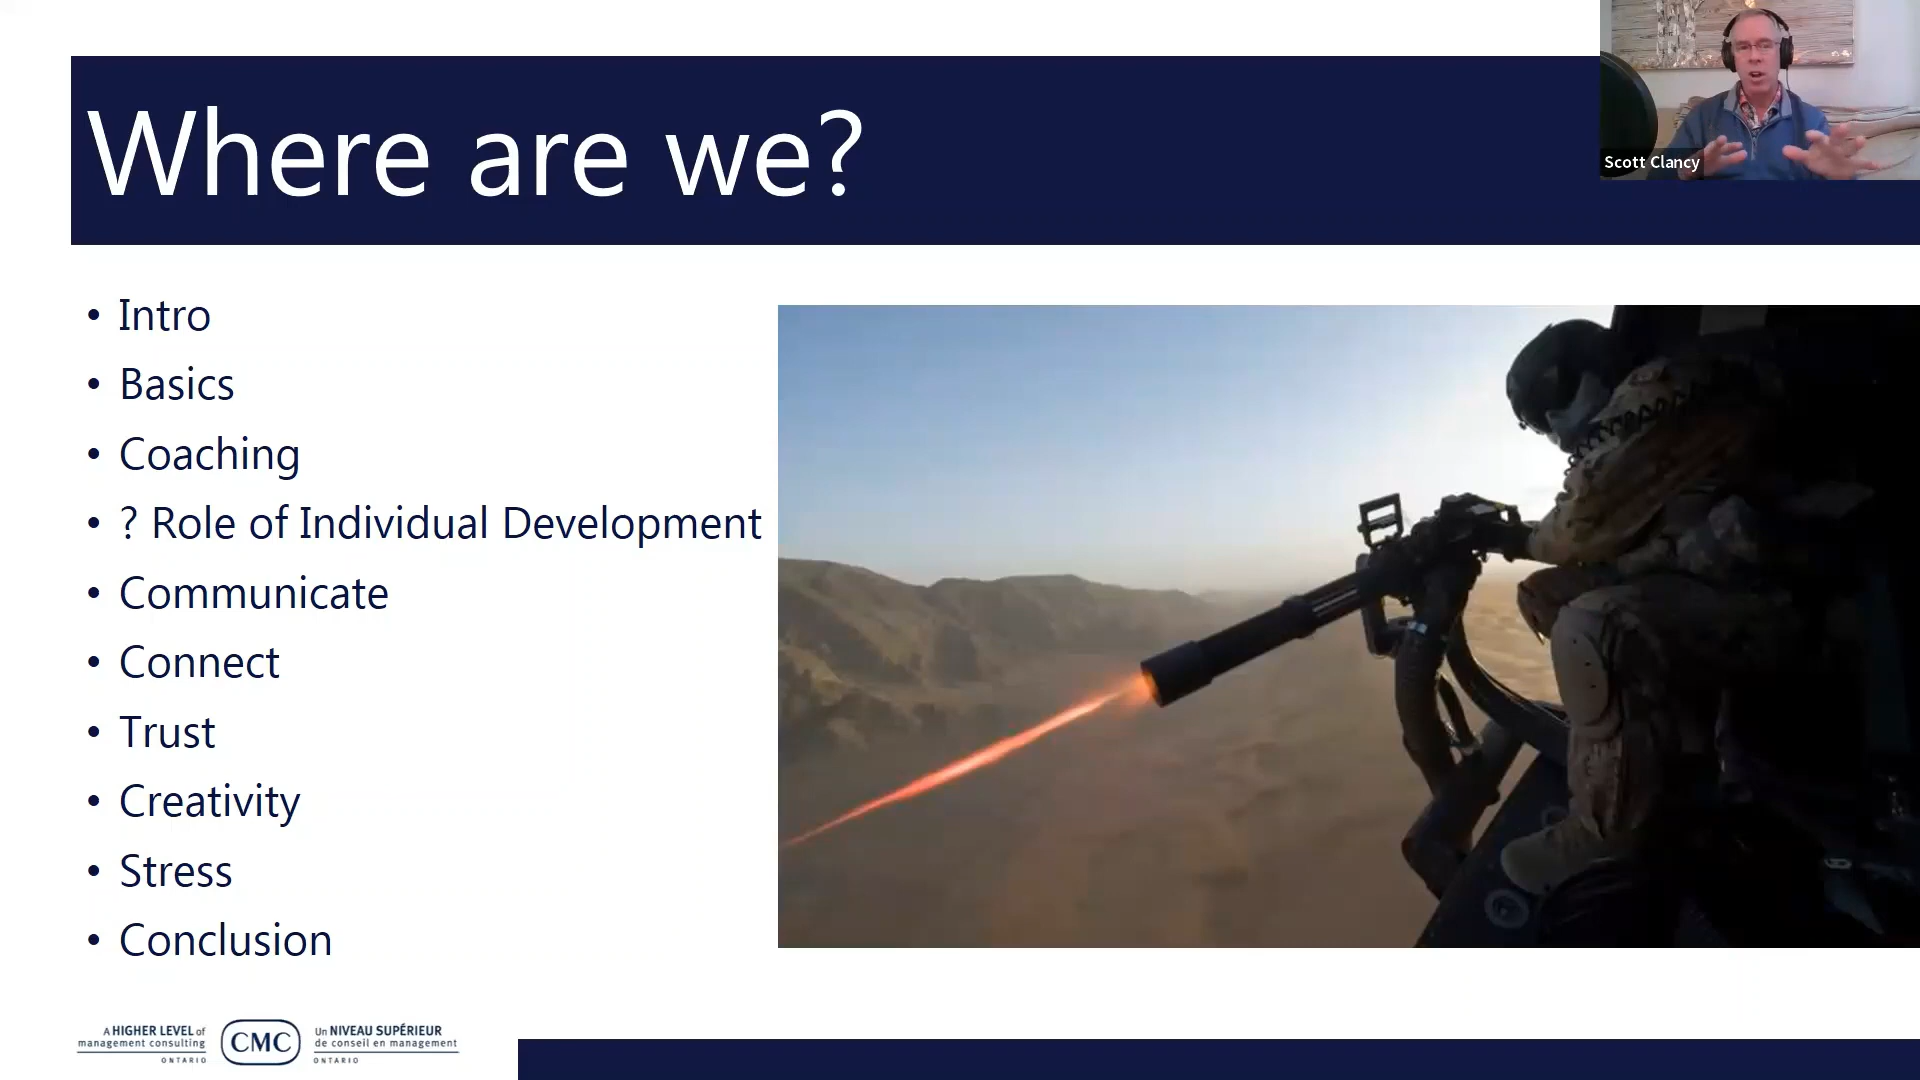 Where are we?
Scott Clancy
• Intro
• Basics
• Coaching
• ? Role of Individual Development
• Communicate
• Connect
• Trust
• Creativity
• Stress
• Conclusion
A HIGHER LEVEL of
management consulting
ONTARIO
CMC
Un NIVEAU SUPÉRIEUR
de conseil en management
ONTARIO